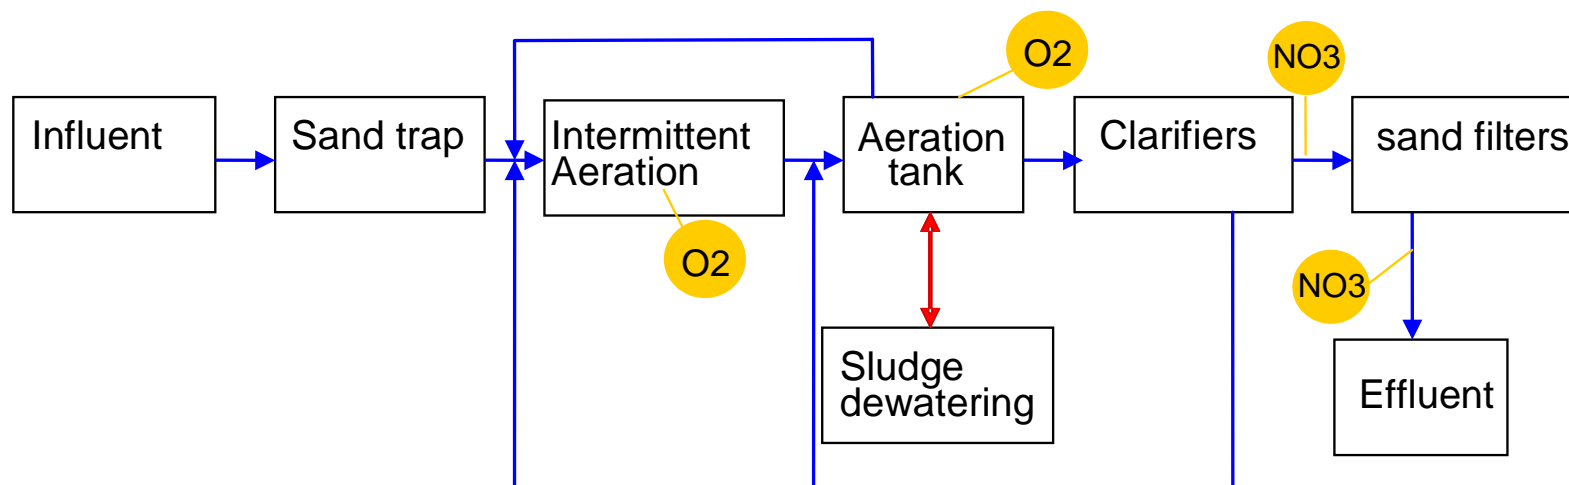 O2
NO3
Influent
Sand trap
Intermittent
Aeration
Aeration
tank
Clarifiers
sand filters
O2
NO3
Sludge
dewatering
Effluent